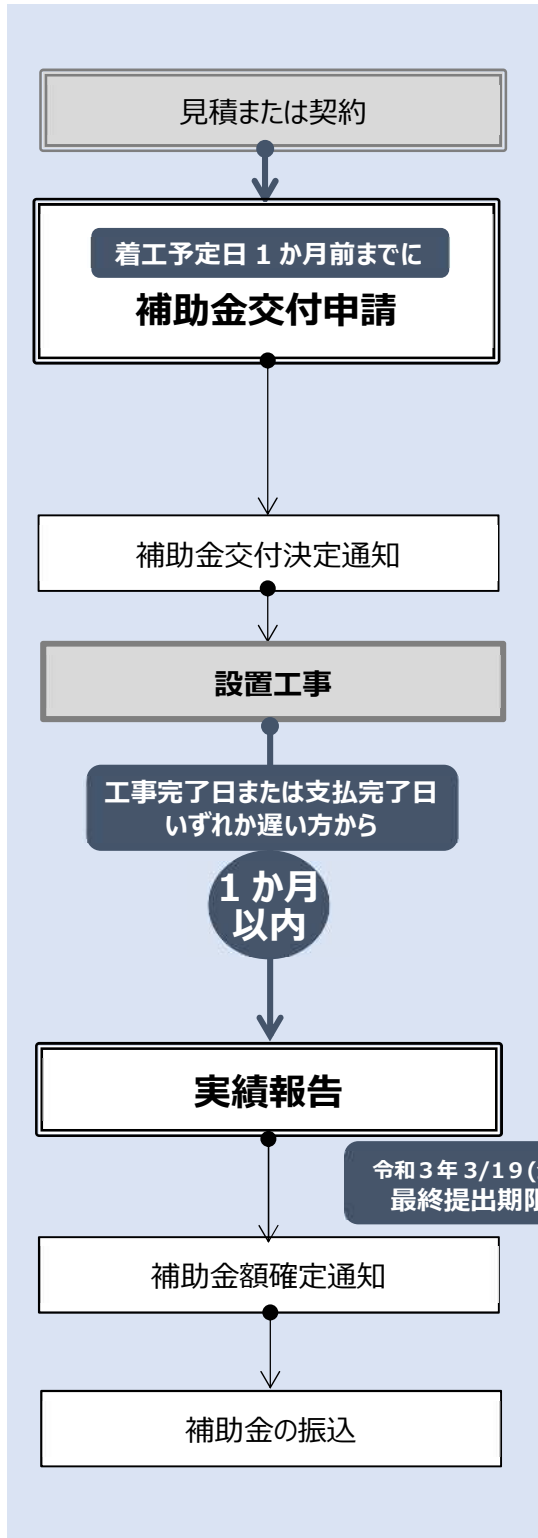 見積または契約
着工予定日 1 か月前までに
補助金交付申請
補助金交付決定通知
設置工事
工事完了日または支払完了日
いずれか遅い方から
1 か月
以内
実績報告
令和３年 3/19(
最終提出期限
補助金額確定通知
補助金の振込